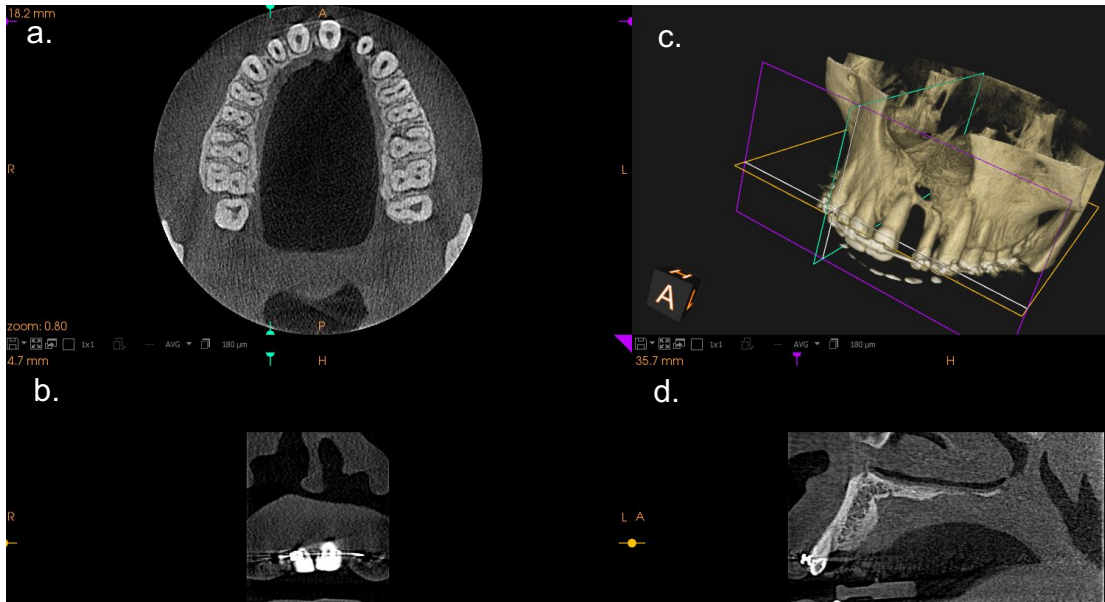 18.2 mm
A
a.
c.
R
L
A
zoom: 0.80
P
1x1
AVG
180 µm
1x1
AVG
180 µm
4.7 mm
H
35.7 mm
H
b.
d.
R
L
A